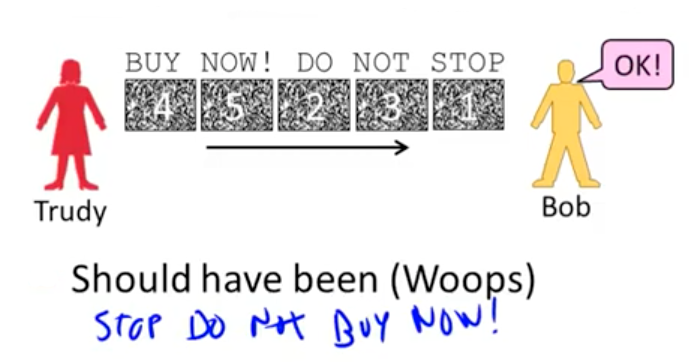 BUY NOW! DO NOT STOP
OK!
4 5 2 3 1
Trudy
Bob
Should have been (Woops)
STOP DO NOT BUY NOW!